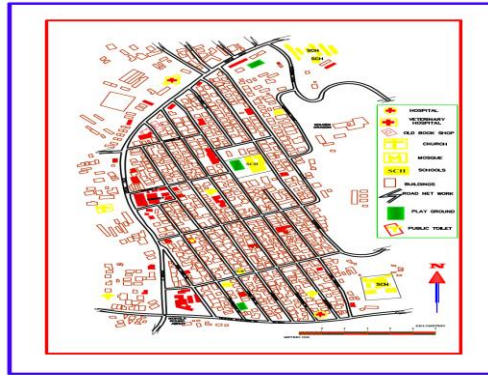 SCH
SCH
HOSPITAL
VETERINARY
HOSPITAL
OLD BOOK SHOP
CHURCH
MOSQUE
SCH
SCHOOLS
BUILDINGS
ROAD NET WORK
PLAY GROUND
PUBLIC TOILET
SCH
N
SCH